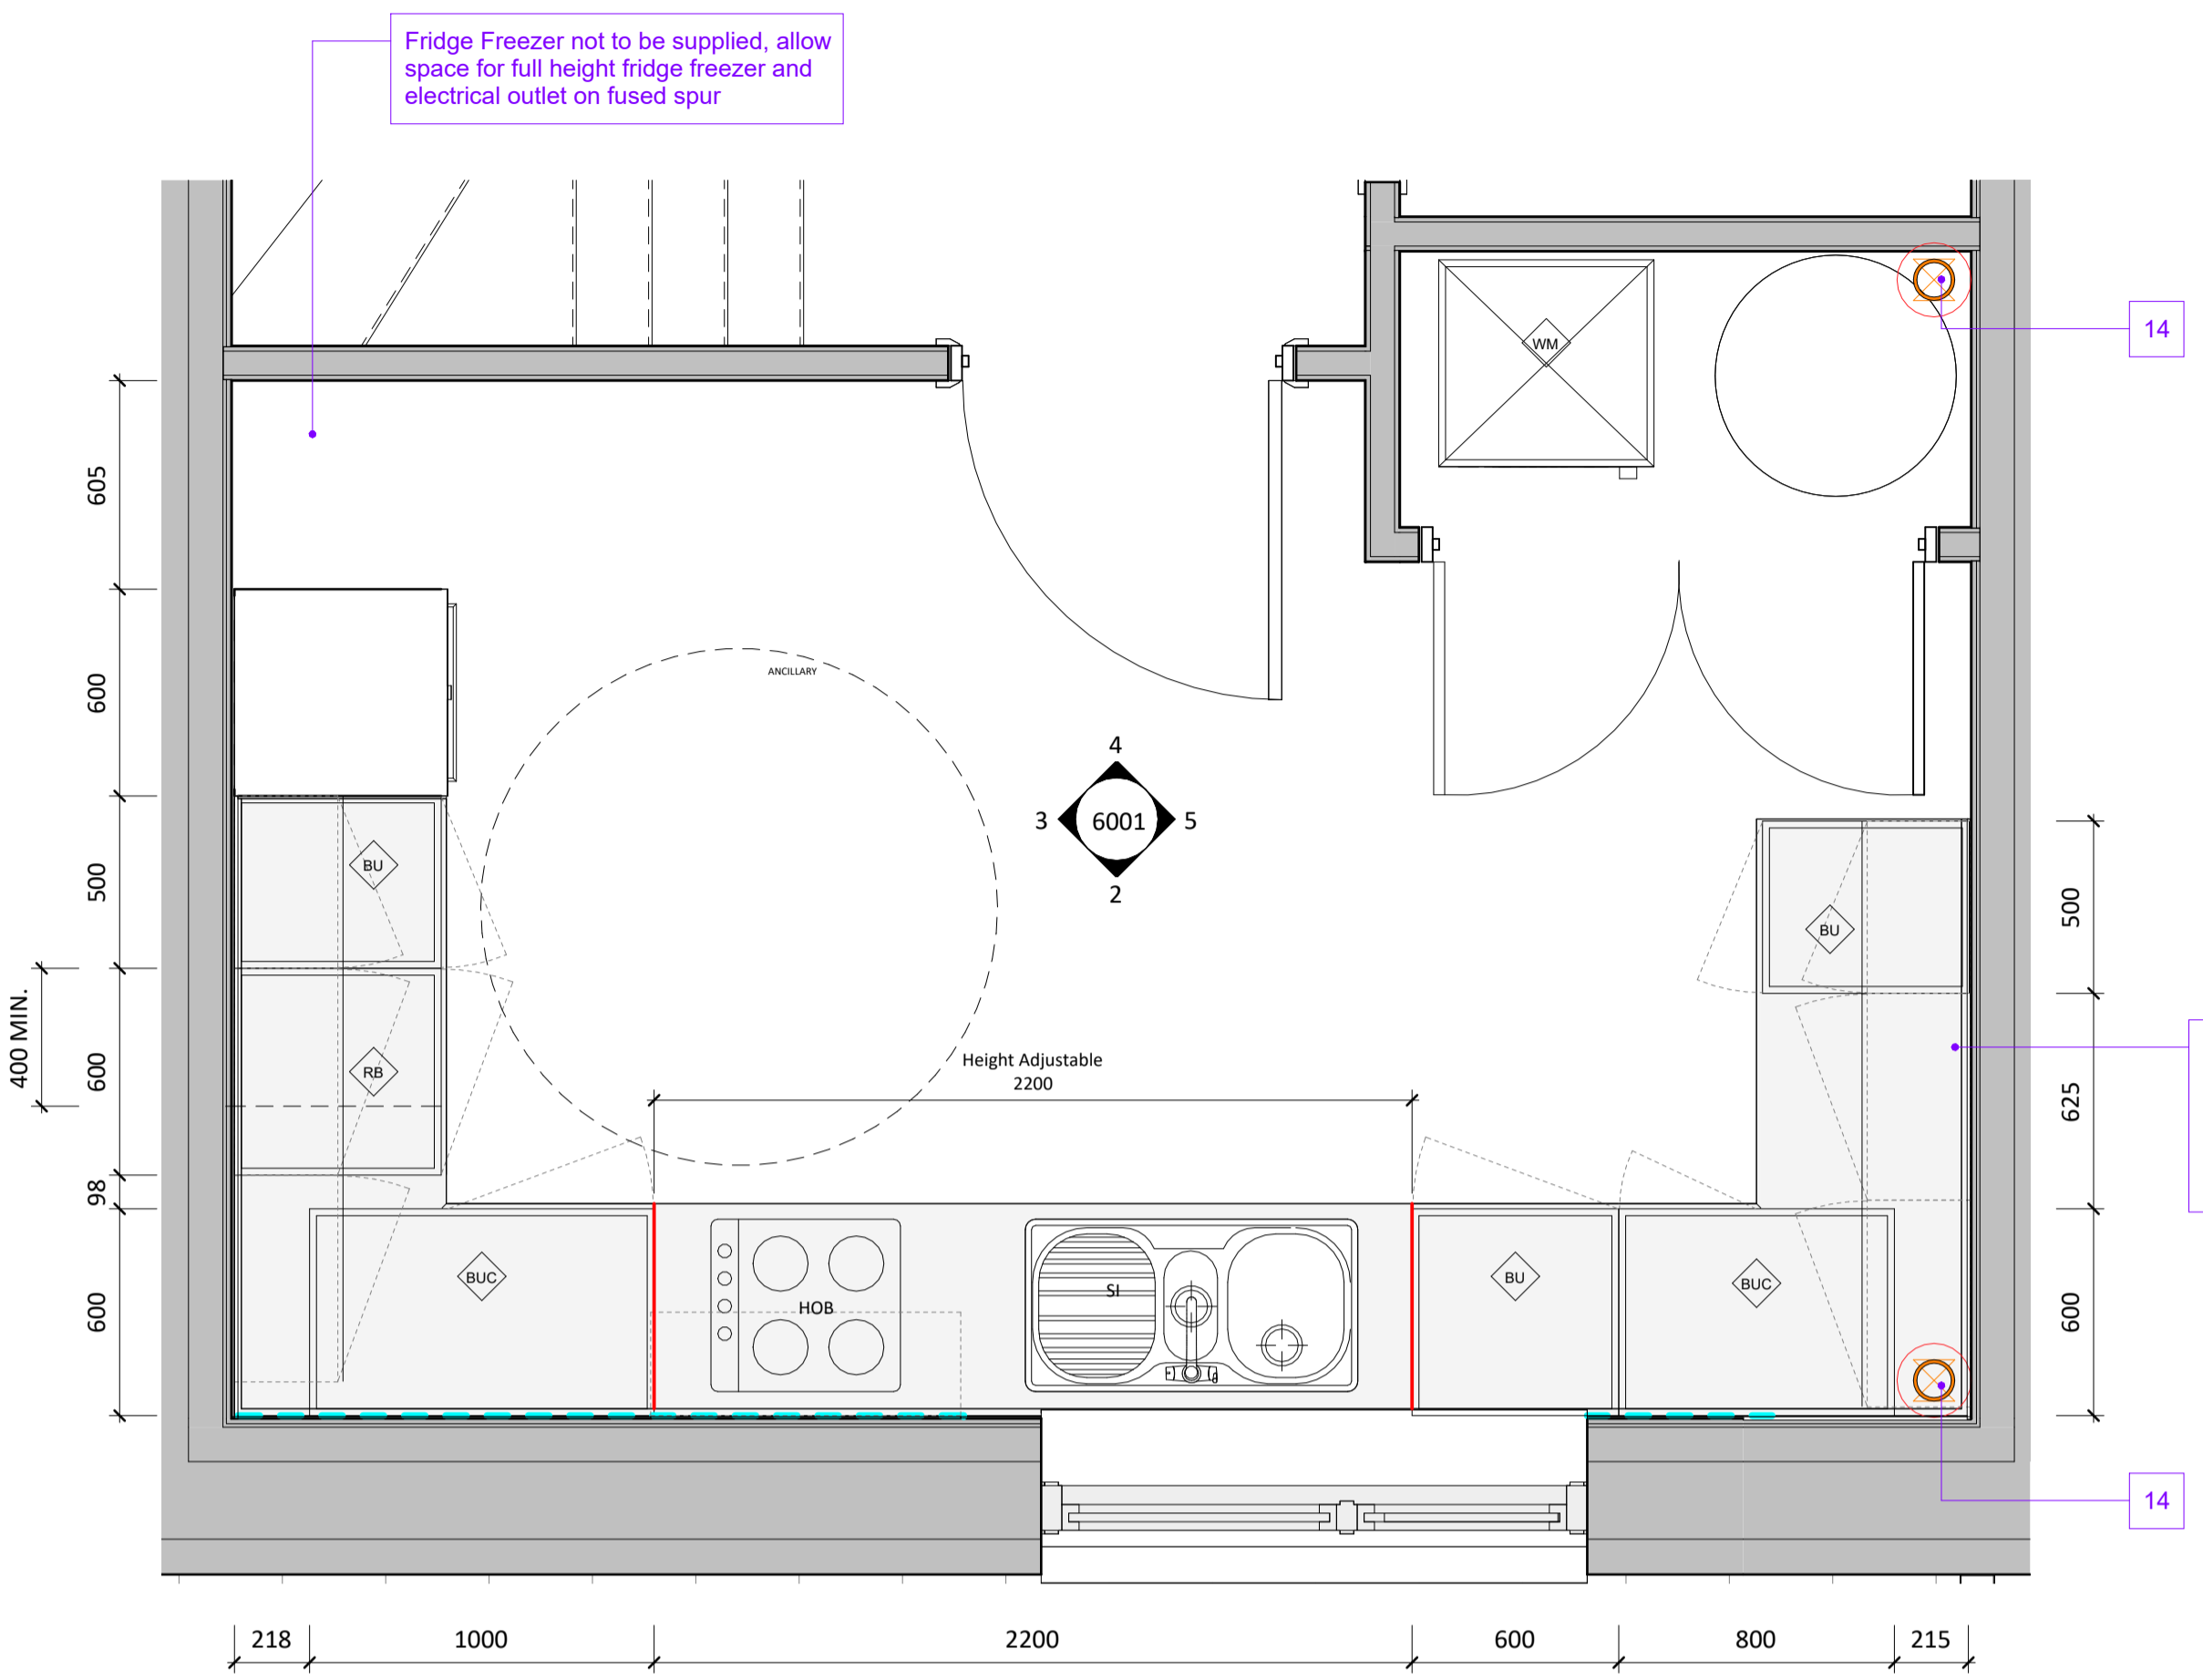 Fridge Freezer not to be supplied, allow
space for full height fridge freezer and
electrical outlet on fused spur
14
WM
605
600
500
400 MIN.
600
98
600
ANCILLARY
4
3 6001 5
2
BU
RB
BUC
Height Adjustable
2200
HOB
SI
BU
BUC
BU
500
625
600
14
218 1000 2200 600 800 215